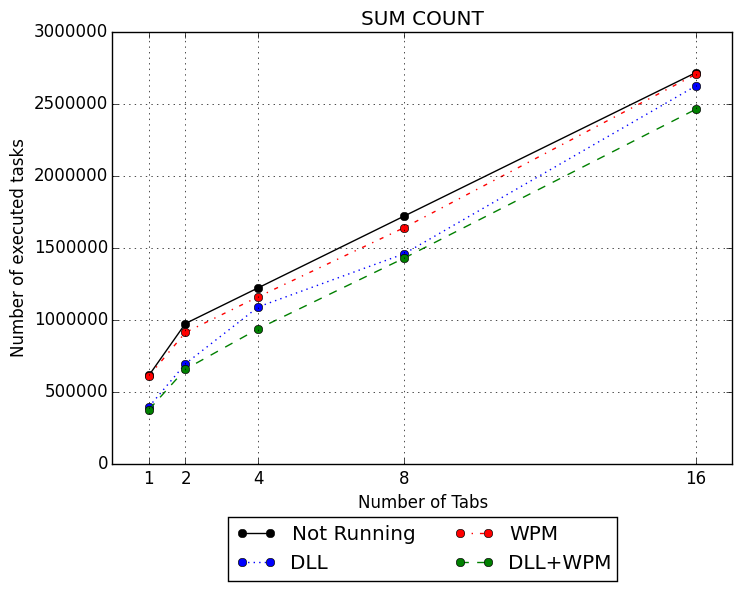 SUM COUNT
3000000
2500000
2000000
1500000
1000000
500000
0
Number of executed tasks
1 2 4 8 16
Number of Tabs
Not Running WPM
DLL DLL+WPM